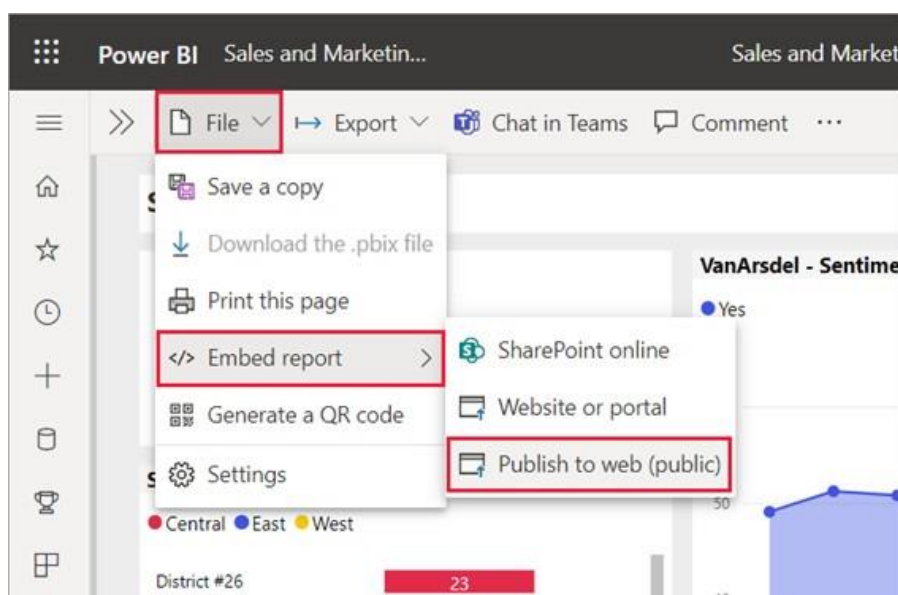 Power BI Sales and Marketin... Sales and Market
File Export Chat in Teams Comment ...
Save a copy
Download the .pbix file
Print this page
Embed report
Generate a QR code
Settings
SharePoint online
Website or portal
Publish to web (public)
VanArsdel - Sentime
Yes
50
Central East West
District #26
23